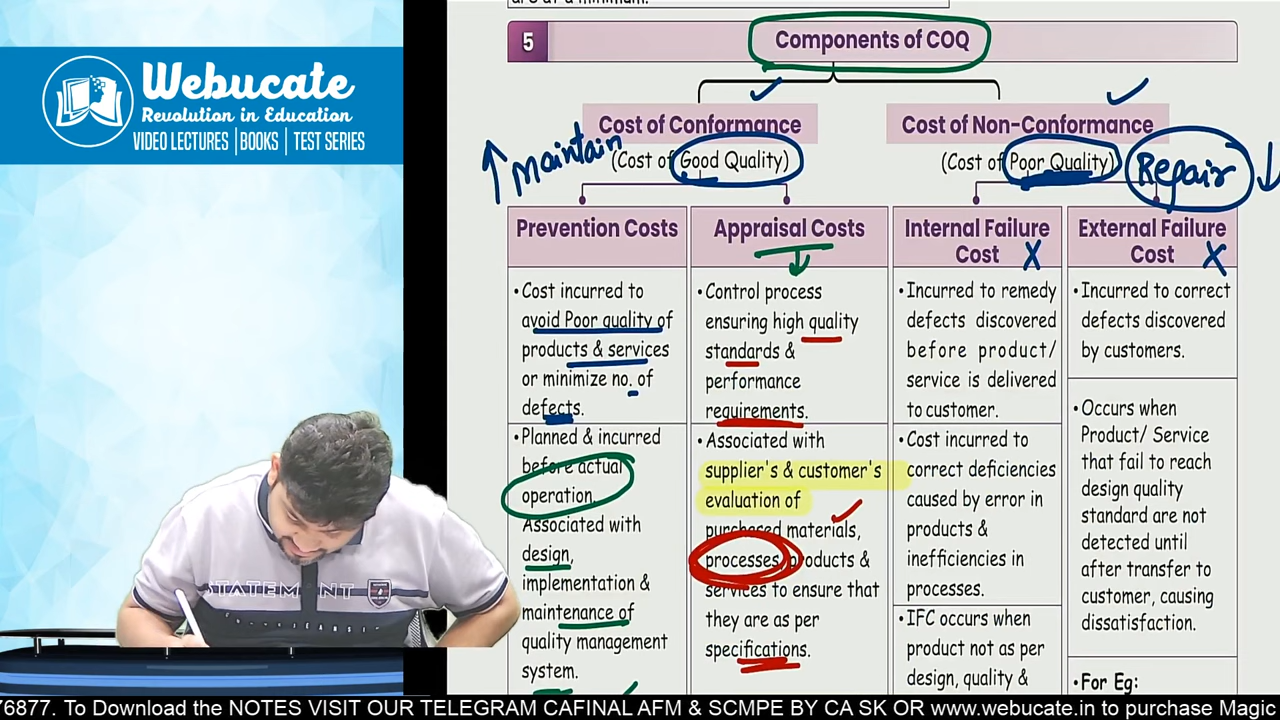 are at a minimum.
5
Components of COQ
Webucate
Revolution in Education
VIDEO LECTURES | BOOKS | TEST SERIES
Cost of Conformance
(Cost of Good Quality)
Maintain
Cost of Non-Conformance
(Cost of Poor Quality)
Repair
Prevention Costs
• Cost incurred to
avoid Poor quality of
products & services
or minimize no. of
defects.
• Planned & incurred
before actual
operation.
Associated with
design,
implementation &
maintenance of
quality management
system.
Appraisal Costs
• Control process
ensuring high quality
standards &
performance
requirements.
• Associated with
supplier's & customer's
evaluation of
purchased materials,
processes, products &
services to ensure that
they are as per
specifications.
Internal Failure
Cost X
• Incurred to remedy
defects discovered
before product/
service is delivered
to customer.
• Cost incurred to
correct deficiencies
caused by error in
products &
inefficiencies in
processes.
• IFC occurs when
product not as per
design, quality &
External Failure
Cost X
• Incurred to correct
defects discovered
by customers.
• Occurs when
Product/ Service
that fail to reach
design quality
standard are not
detected until
after transfer to
customer, causing
dissatisfaction.
• For Eg:
STATEMENT
76877. To Download the NOTES VISIT OUR TELEGRAM CAFINAL AFM & SCMPE BY CA SK OR www.webucate.in to purchase Magic